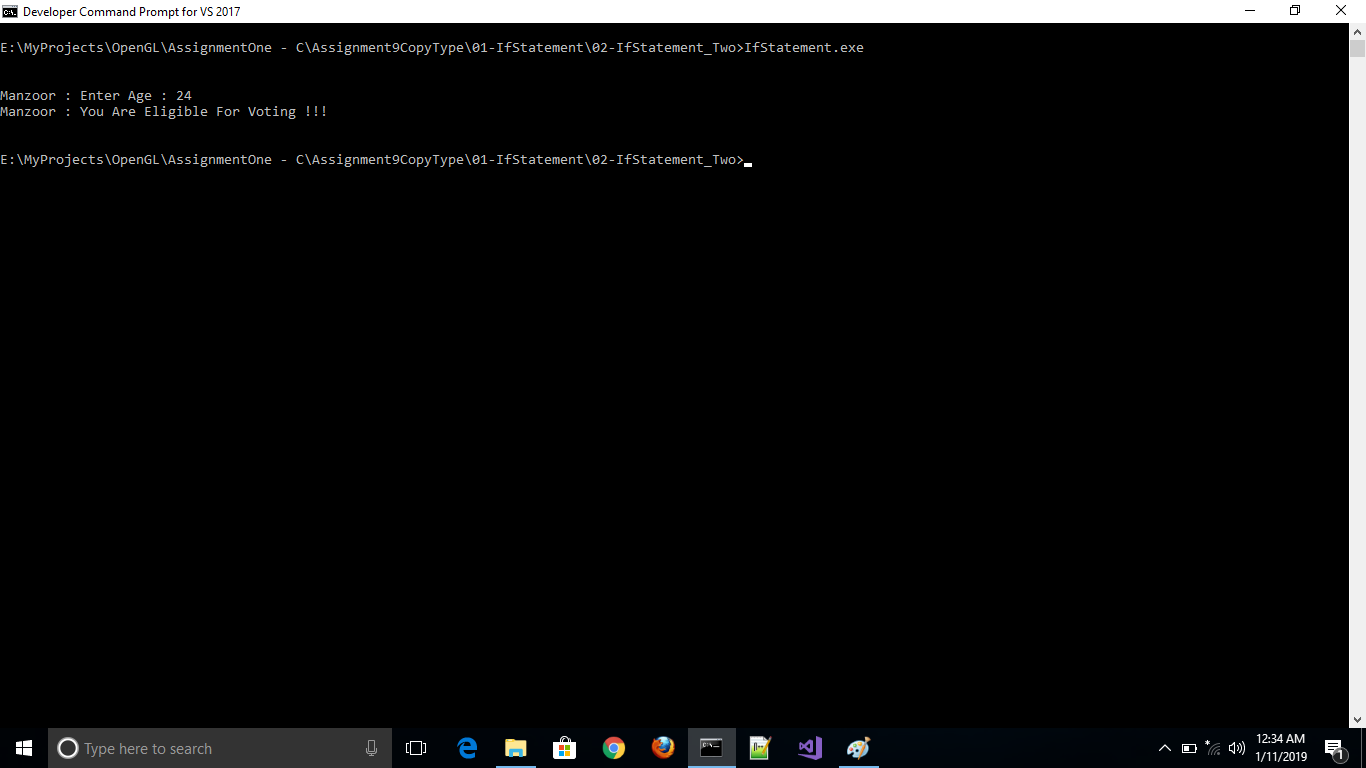 Developer Command Prompt for VS 2017
E:\MyProjects\OpenGL\AssignmentOne - C\Assignment9CopyType\01-IfStatement\02-IfStatement_Two>IfStatement.exe
Manzoor : Enter Age : 24
Manzoor : You Are Eligible For Voting !!!
E:\MyProjects\OpenGL\AssignmentOne - C\Assignment9CopyType\01-IfStatement\02-IfStatement_Two>
Type here to search
12:34 AM
1/11/2019
1